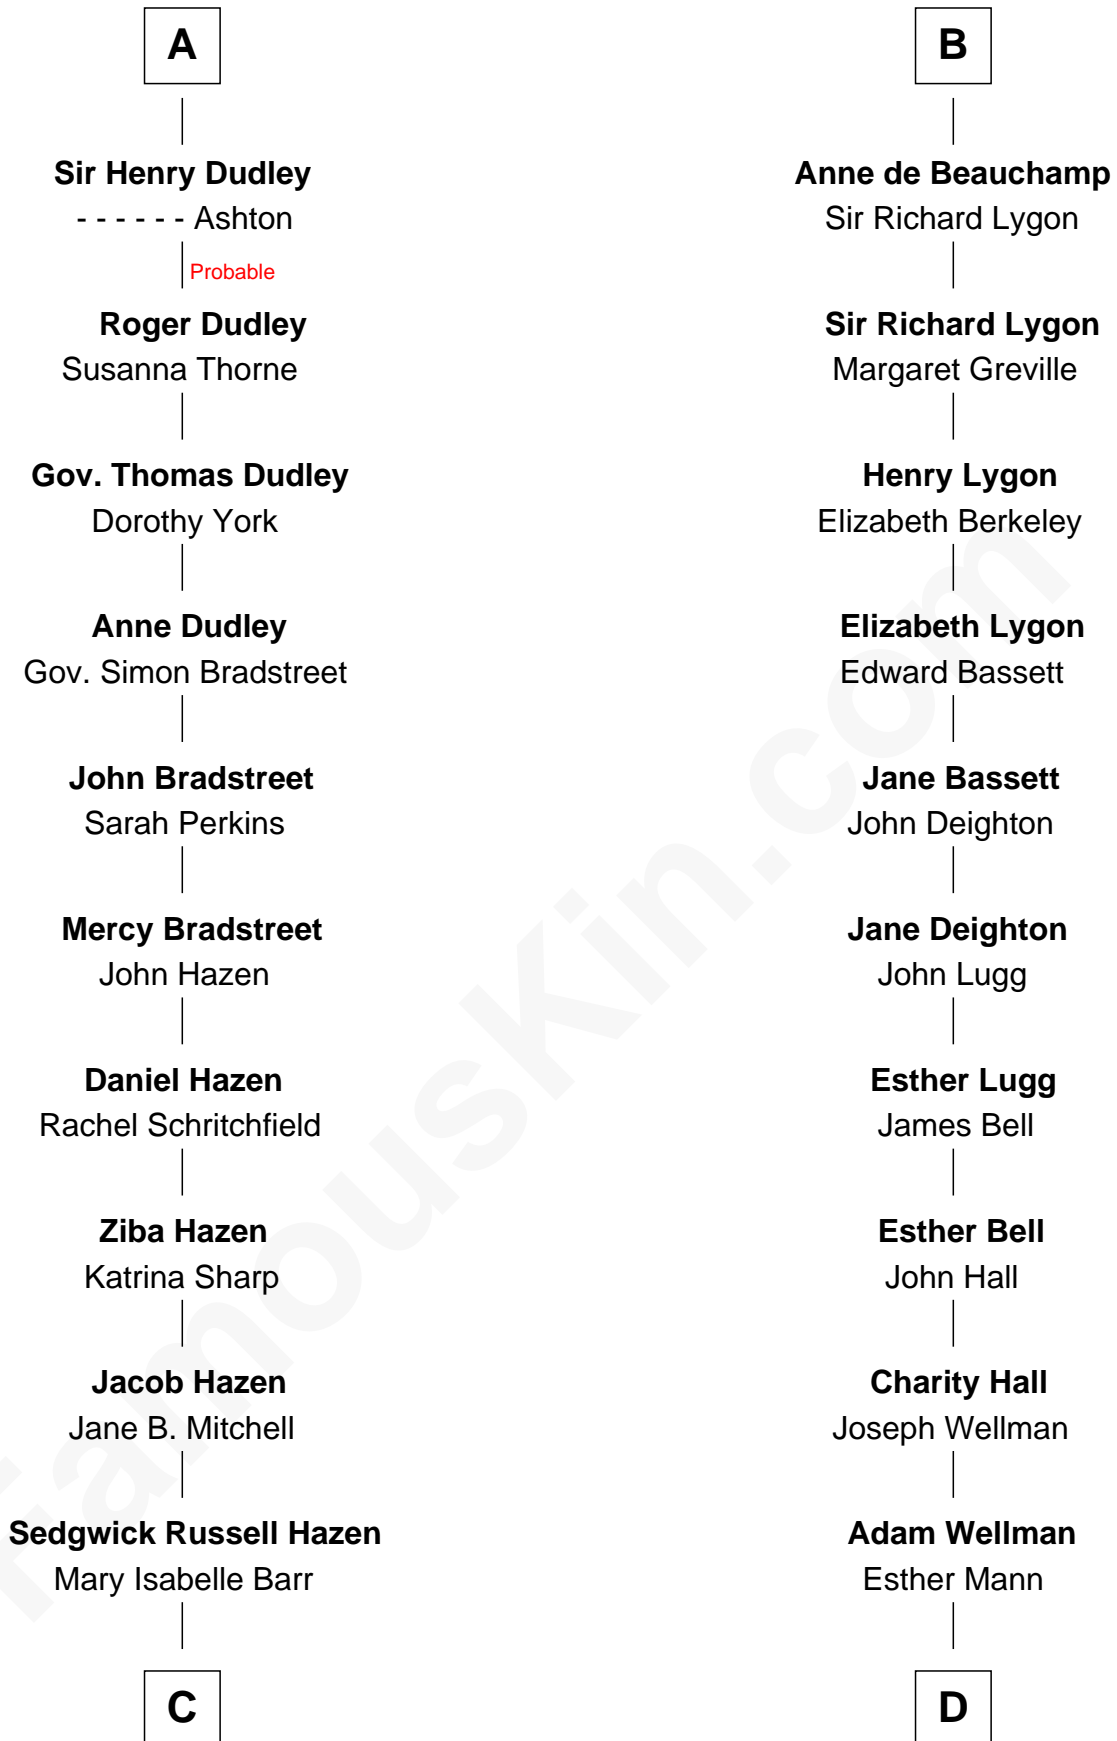 A
Sir Henry Dudley
- - - - - - Ashton
Probable
Roger Dudley
Susanna Thorne
Gov. Thomas Dudley
Dorothy York
Anne Dudley
Gov. Simon Bradstreet
John Bradstreet
Sarah Perkins
Mercy Bradstreet
John Hazen
Daniel Hazen
Rachel Schritchfield
Ziba Hazen
Katrina Sharp
Jacob Hazen
Jane B. Mitchell
Sedgwick Russell Hazen
Mary Isabelle Barr
C
B
Anne de Beauchamp
Sir Richard Lygon
Sir Richard Lygon
Margaret Greville
Henry Lygon
Elizabeth Berkeley
Elizabeth Lygon
Edward Bassett
Jane Bassett
John Deighton
Jane Deighton
John Lugg
Esther Lugg
James Bell
Esther Bell
John Hall
Charity Hall
Joseph Wellman
Adam Wellman
Esther Mann
D
FamousKin.com